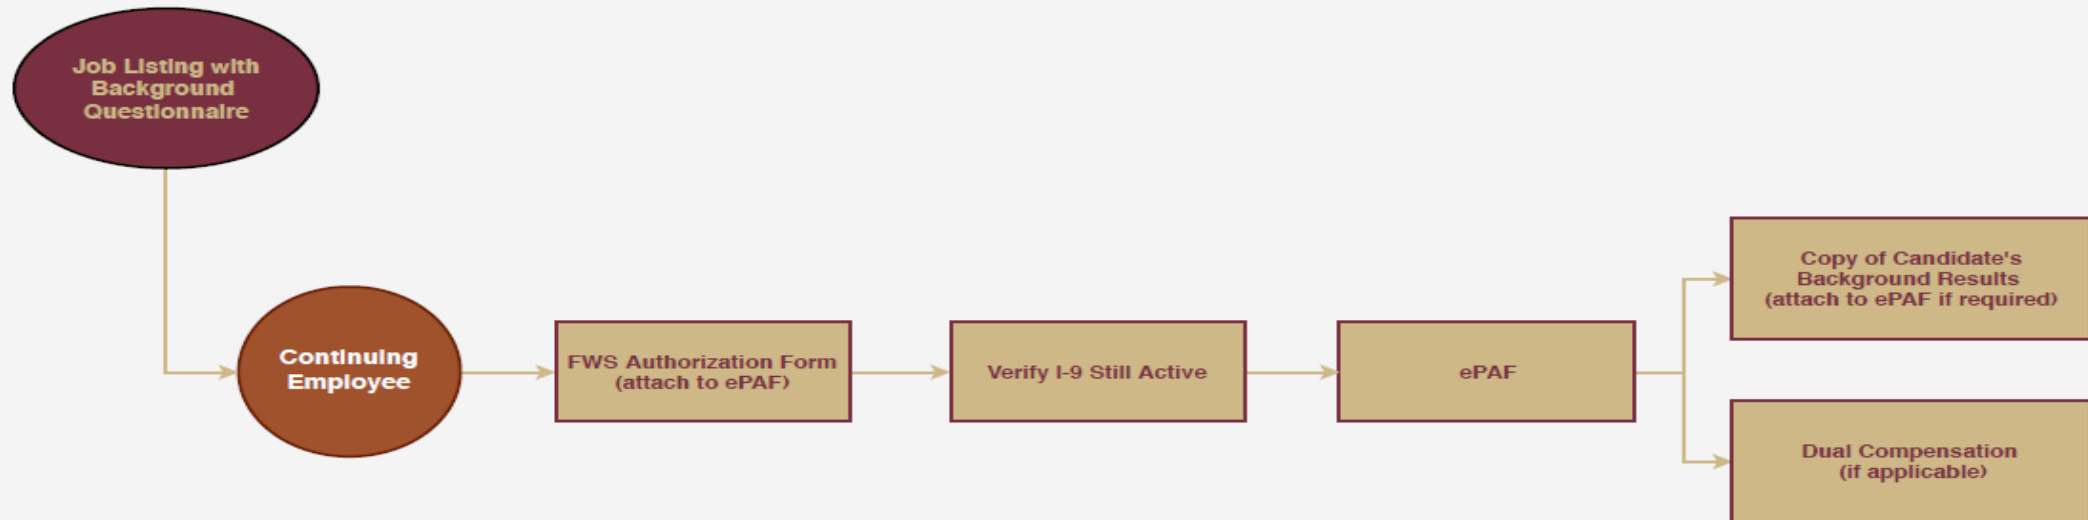 Job Listing with
Background
Questionnaire
Continuing
Employee
FWS Authorization Form
(attach to ePAF)
Verify I-9 Still Active
ePAF
Copy of Candidate's
Background Results
(attach to ePAF if required)
Dual Compensation
(if applicable)